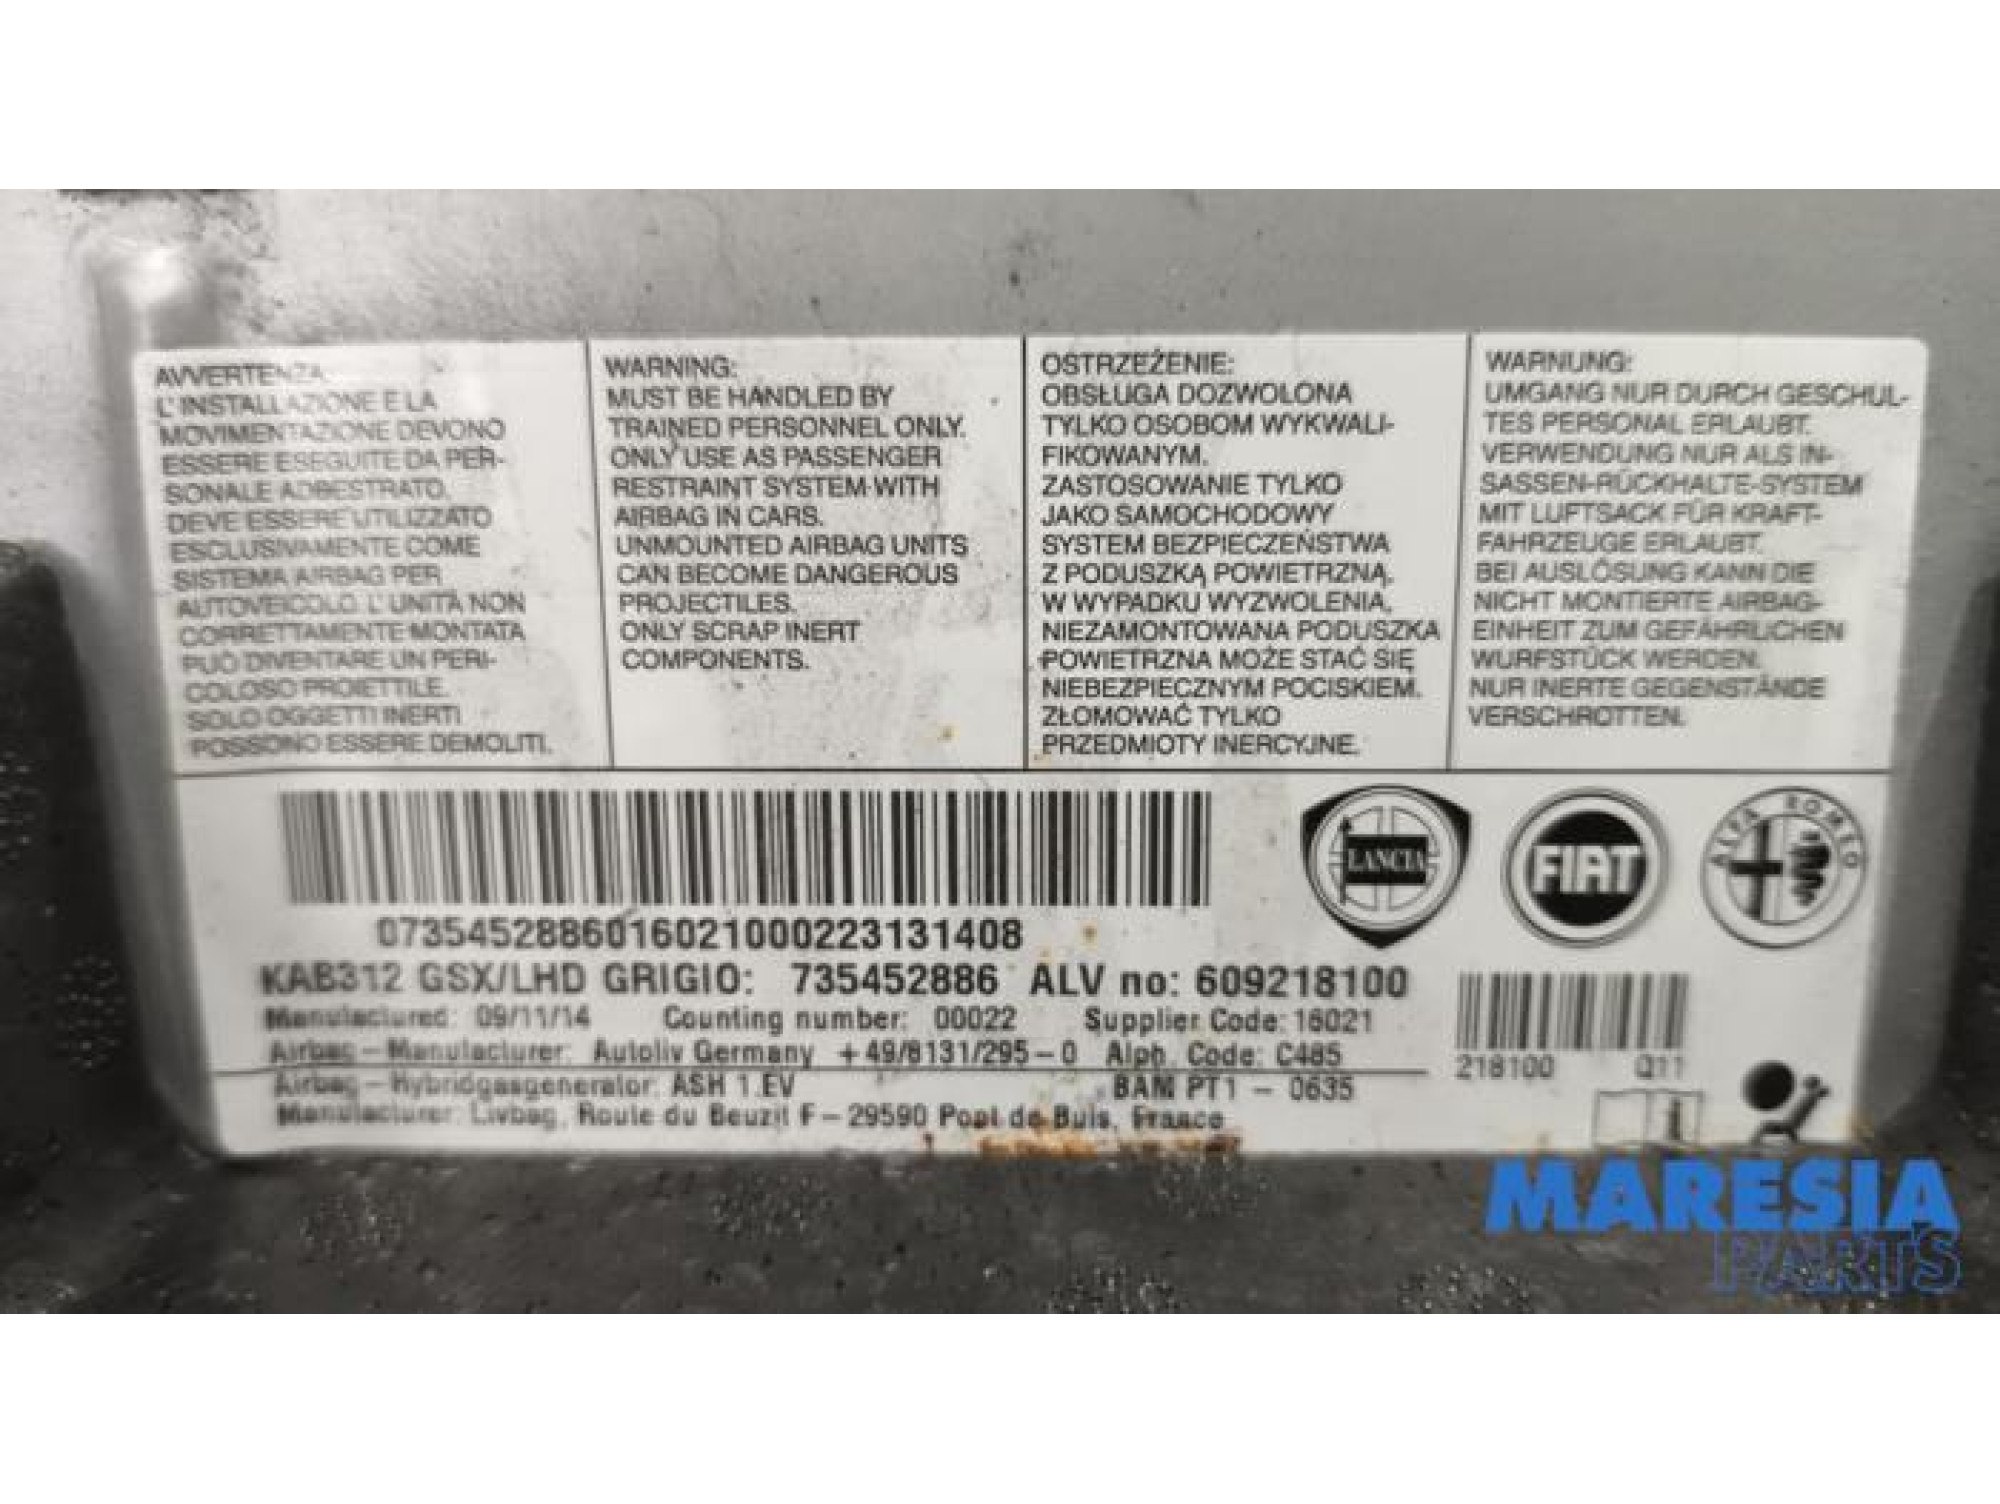 AVVERTENZA
L'INSTALLAZIONE E LA
MOVIMENTAZIONE DEVONO
ESSERE ESEGUITE DA PER-
SONALE ADDESTRATO.
DEVE ESSERE UTILIZZATO
ESCLUSIVAMENTE COME
SISTEMA AIRBAG PER
AUTOVEICOLO. L'UNITÀ NON
CORRETTAMENTE MONTATA
PUÒ DIVENTARE UN PERI-
COLOSO PROIETTILE.
SOLO OGGETTI INERTI
POSSONO ESSERE DEMOLITI.
WARNING:
MUST BE HANDLED BY
TRAINED PERSONNEL ONLY.
ONLY USE AS PASSENGER
RESTRAINT SYSTEM WITH
AIRBAG IN CARS.
UNMOUNTED AIRBAG UNITS
CAN BECOME DANGEROUS
PROJECTILES.
ONLY SCRAP INERT
COMPONENTS.
OSTRZEŻENIE:
OBSŁUGA DOZWOLONA
TYLKO OSOBOM WYKWALI-
FIKOWANYM.
ZASTOSOWANIE TYLKO
JAKO SAMOCHODOWY
SYSTEM BEZPIECZEŃSTWA
Z PODUSZKĄ POWIETRZNĄ.
W WYPADKU WYZWOLENIA,
NIEZAMONTOWANA PODUSZKA
POWIETRZNA MOŻE STAĆ SIĘ
NIEBEZPIECZNYM POCISKIEM.
ZŁOMOWAĆ TYLKO
PRZEDMIOTY INERCYJNE.
WARNUNG:
UMGANG NUR DURCH GESCHUL-
TES PERSONAL ERLAUBT.
VERWENDUNG NUR ALS IN-
SASSEN-RÜCKHALTE-SYSTEM
MIT LUFTSACK FÜR KRAFT-
FAHRZEUGE ERLAUBT.
BEI AUSLÖSUNG KANN DIE
NICHT MONTIERTE AIRBAG-
EINHEIT ZUM GEFÄHRLICHEN
WURFSTÜCK WERDEN.
NUR INERTE GEGENSTÄNDE
VERSCHROTTEN.
LANCIA
FIAT
ALFA ROMEO
0735452886016021000223131408
KAB312 GSX/LHD GRIGIO: 735452886 ALV no: 609218100
Manufactured: 09/11/14 Counting number: 00022 Supplier Code: 16021
Airbag - Manufacturer: Autoliv Germany +49/8131/295-0 Alph. Code: C485
Airbag - Hybridgasgenerator: ASH 1.EV BAM PT1 - 0635
Manufacturer: Livbag, Route du Beuzit F - 29590 Pont de Buis, France
218100 Q11
i
MARESIA
PARTS